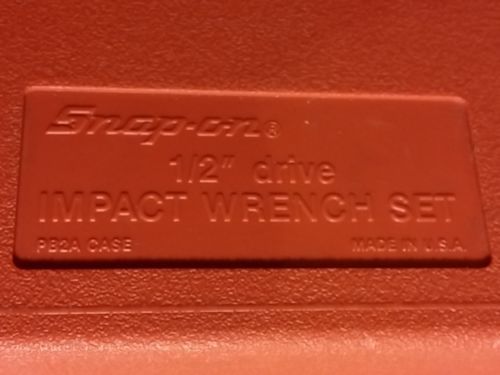 Snap-on®
1/2" drive
IMPACT WRENCH SET
PB2A CASE MADE IN U.S.A.